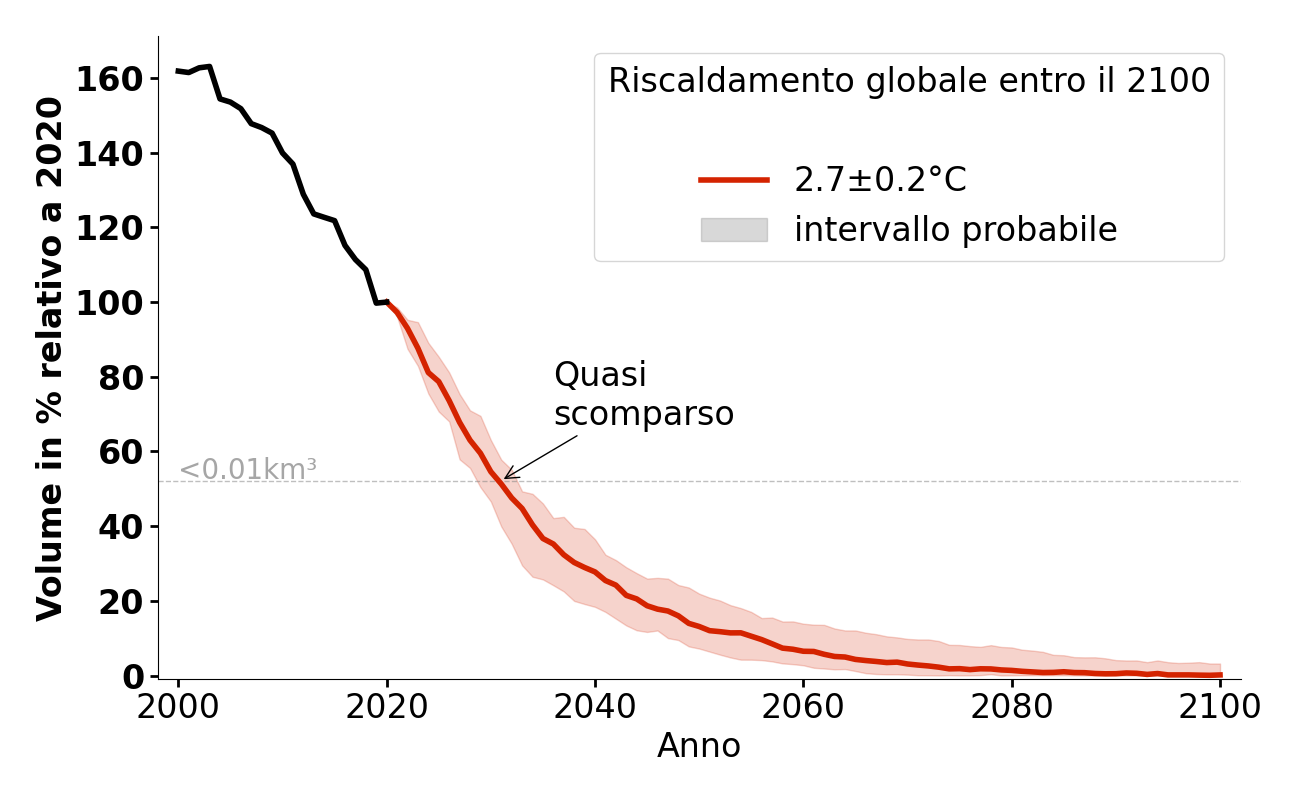 Riscaldamento globale entro il 2100
2.7±0.2°C
intervallo probabile
Volume in % relativo a 2020
160
140
120
100
80
60
40
20
0
Quasi
scomparso
<0.01km³
2000
2020
2040
2060
2080
2100
Anno